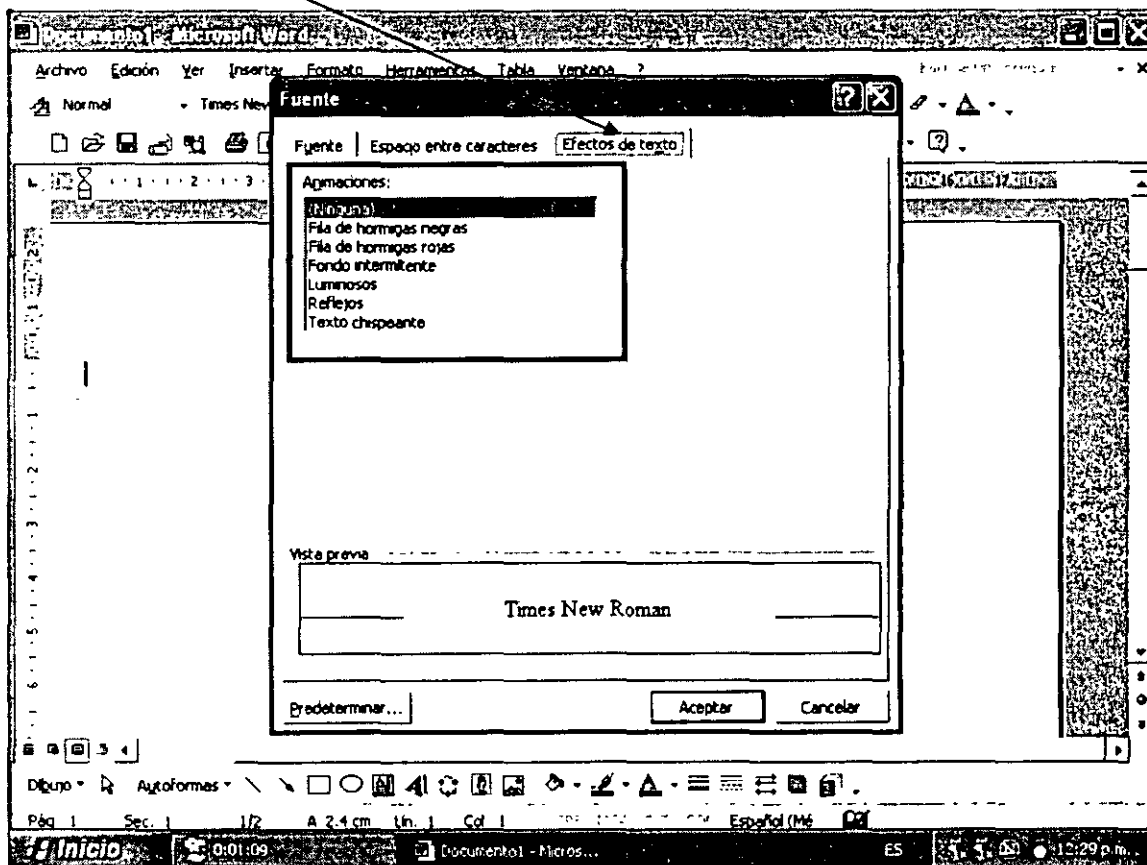 Documento1 - Microsoft Word
Archivo Edición Ver Insertar Formato Herramientas Tabla Ventana ?
Normal Times New
Fuente
Fuente Espacio entre caracteres Efectos de texto
Animaciones:
(Ninguna)
Fila de hormigas negras
Fila de hormigas rojas
Fondo intermitente
Luminosos
Reflejos
Texto chispeante
Vista previa
Times New Roman
Predeterminar... Aceptar Cancelar
Dibujo Autoformas
Pág. 1 Sec. 1 1/2 A 2.4 cm Lín. 1 Col 1 Español (Mé
Inicio 0:01:09 Documento1 - Micros... ES 12:29 p.m.